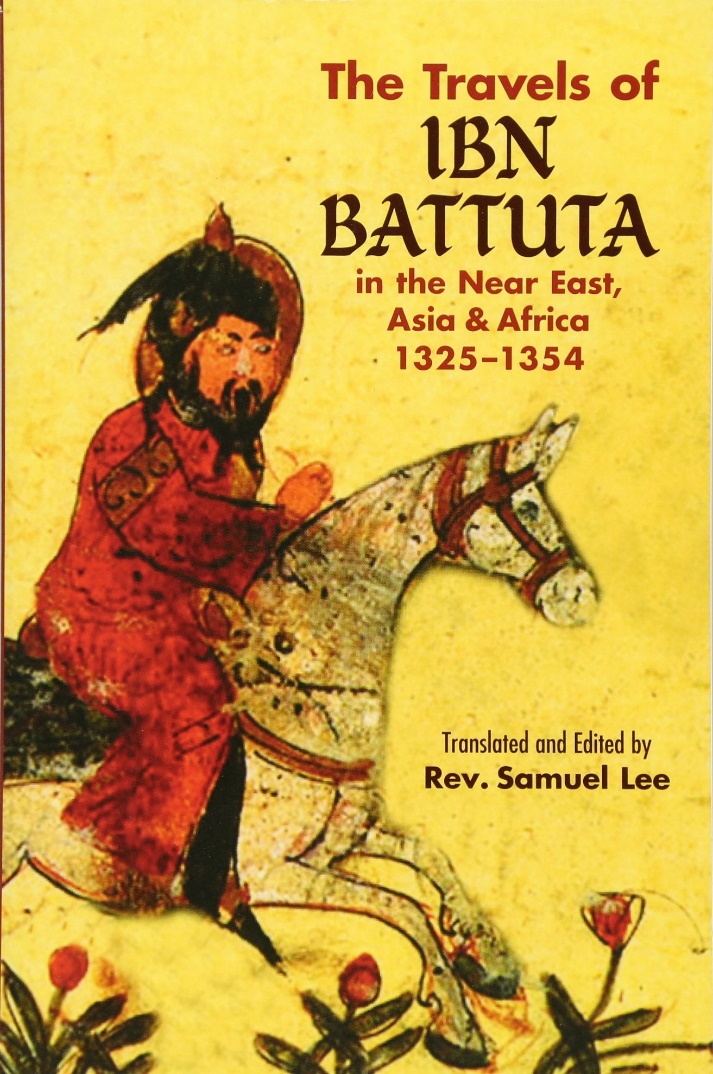 The Travels of
IBN
BATTUTA
in the Near East,
Asia & Africa
1325–1354
Translated and Edited by
Rev. Samuel Lee